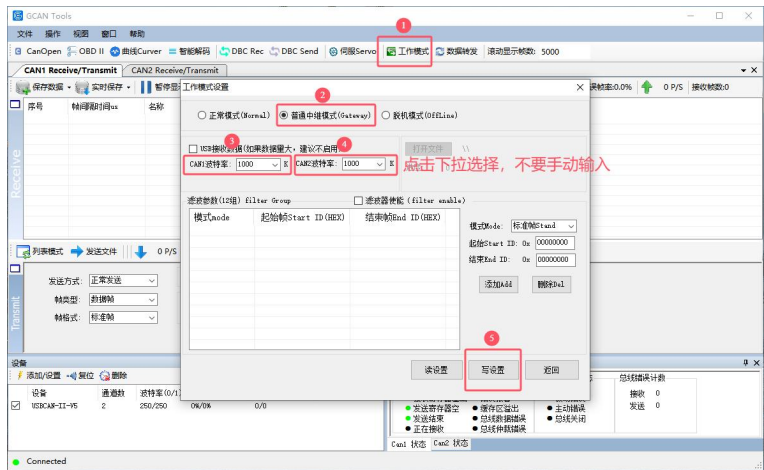 GCAN Tools
文件 操作 视图 窗口 帮助
1
CanOpen OBD II 曲线Curver 智能解码 DBC Rec DBC Send 伺服Servo 工作模式 数据转发 滚动显示帧数: 5000
CAN1 Receive/Transmit CAN2 Receive/Transmit
保存数据 实时保存 暂停显 误帧率:0.0% 0 P/S 接收帧数:0
序号 帧间隔时间us 名称
Receive
工作模式设置
2
正常模式(Normal) 普通中继模式(Gateway) 脱机模式(OffLine)
3 4
USB接收数据(如果数据量大，建议不启用) 打开文件 \\
CAN1波特率: 1000 K CAN2波特率: 1000 K
点击下拉选择，不要手动输入
滤波参数(12组) filter Group 滤波器使能 (filter enable)
模式mode 起始帧Start ID(HEX) 结束帧End ID(HEX)
模式Mode: 标准帧Stand
起始Start ID: 0x 00000000
结束End ID: 0x 00000000
添加Add 删除Del
5
读设置 写设置 返回
列表模式 发送文件 0 P/S
Transmit
发送方式: 正常发送
帧类型: 数据帧
帧格式: 标准帧
设备
添加/设置 复位 删除
设备 通道数 波特率(0/1)
USBCAN-II-V5 2 250/250 0%/0% 0/0
发送寄存器空 缓存区溢出 主动错误
发送结束 总线数据错误 总线关闭
正在接收 总线仲裁错误
总线错误计数
接收 0
发送 0
Can1 状态 Can2 状态
Connected